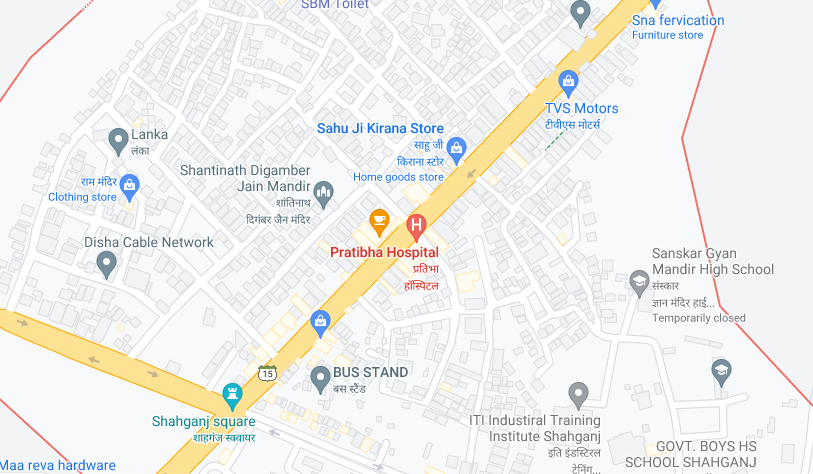 SBM Toilet
Sna fervication
Furniture store
TVS Motors
टीवीएस मोटर्स
Sahu Ji Kirana Store
साहू जी
किराना स्टोर
Home goods store
Lanka
लंका
Shantinath Digamber
Jain Mandir
शांतिनाथ
दिगंबर जैन मंदिर
राम मंदिर
Clothing store
Disha Cable Network
Pratibha Hospital
प्रतिभा
हॉस्पिटल
Sanskar Gyan
Mandir High School
संस्कार
ज्ञान मंदिर हाई...
Temporarily closed
15
BUS STAND
बस स्टैंड
Shahganj square
शाहगंज स्क्वायर
ITI Industiral Training
Institute Shahganj
इति इंडस्टिरल
टेनिंग...
GOVT. BOYS HS
SCHOOL SHAHGANJ
Maa reva hardware